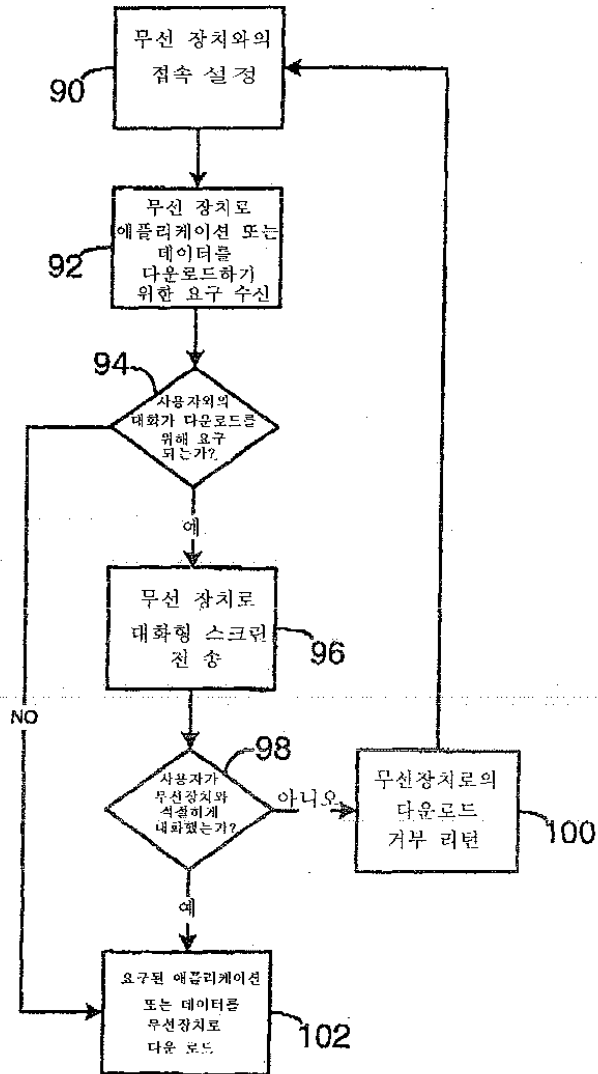 무선 장치와의
접속 설정
90
무선 장치로
애플리케이션 또는
데이터를
다운로드하기
위한 요구 수신
92
94
사용자외의
대화가 다운로드를
위해 요구
되는가?
예
무선 장치로
대화형 스크린
전송
96
NO
98
사용자가
무선장치와
적절하게
대화했는가?
아니오
무선장치로의
다운로드
거부 리턴
100
예
요구된 애플리케이션
또는 데이터를
무선장치로
다운 로드
102